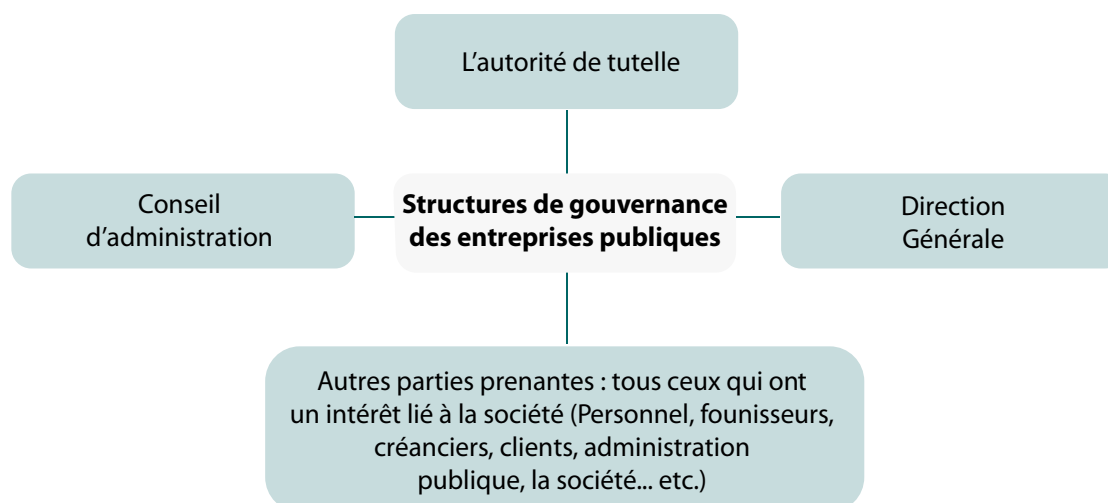 L’autorité de tutelle
Conseil
d’administration
Structures de gouvernance
des entreprises publiques
Direction
Générale
Autres parties prenantes : tous ceux qui ont
un intérêt lié à la société (Personnel, founisseurs,
créanciers, clients, administration
publique, la société... etc.)